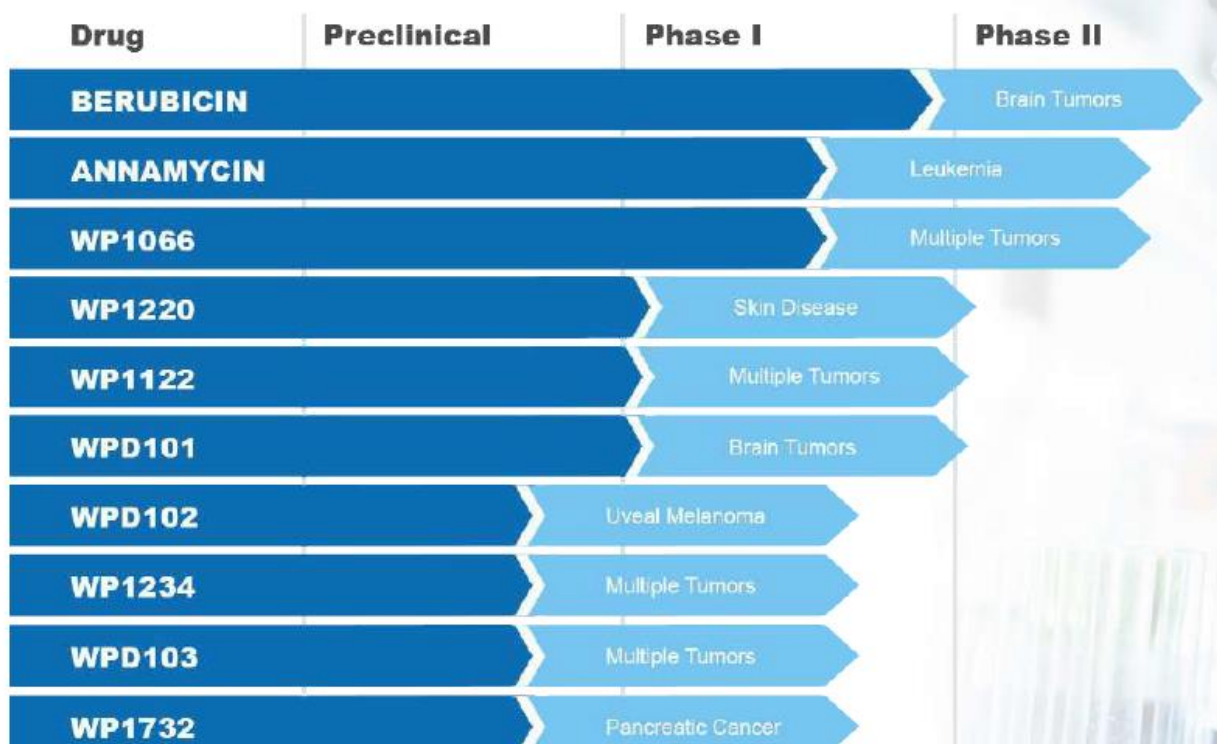 Drug Preclinical Phase I Phase II
BERUBICIN Brain Tumors
ANNAMYCIN Leukemia
WP1066 Multiple Tumors
WP1220 Skin Disease
WP1122 Multiple Tumors
WPD101 Brain Tumors
WPD102 Uveal Melanoma
WP1234 Multiple Tumors
WPD103 Multiple Tumors
WP1732 Pancreatic Cancer